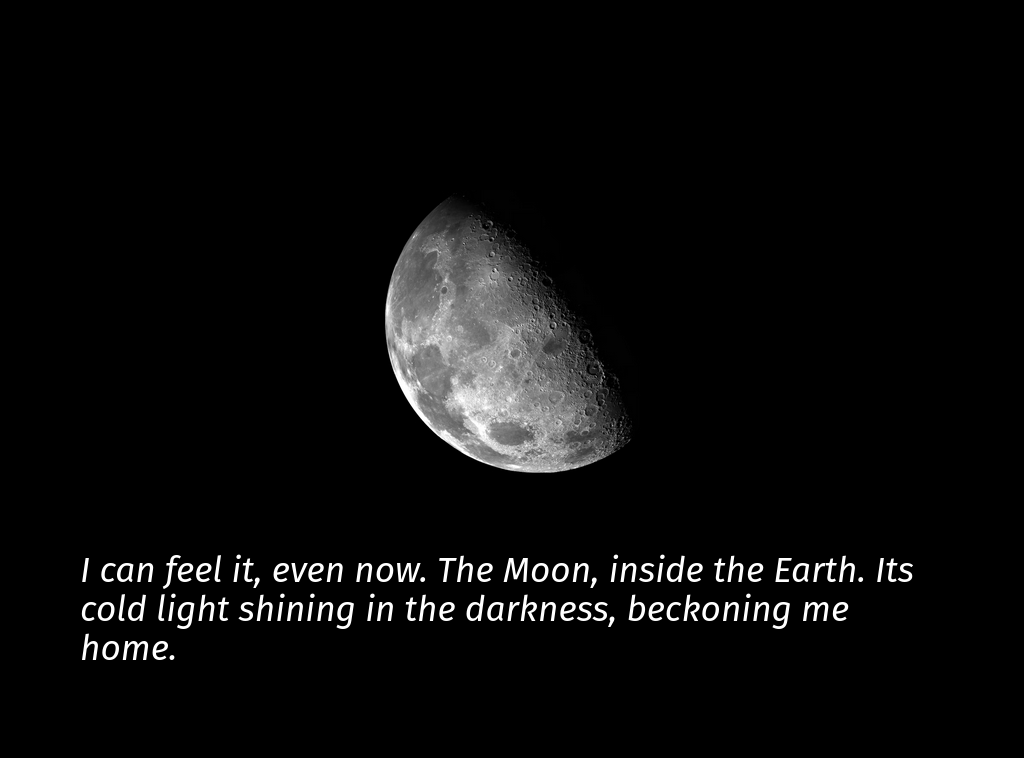 I can feel it, even now. The Moon, inside the Earth. Its
cold light shining in the darkness, beckoning me
home.